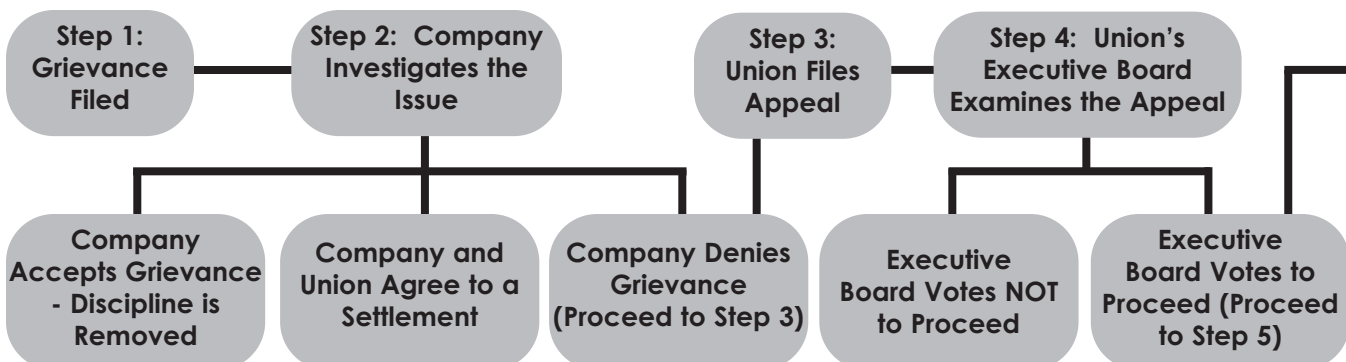 Step 1:
Grievance
Filed
Step 2:  Company
Investigates the
Issue
Step 3:
Union Files
Appeal
Step 4:  Union’s
Executive Board
Examines the Appeal
Company
Accepts Grievance
- Discipline is
Removed
Company and
Union Agree to a
Settlement
Company Denies
Grievance
(Proceed to Step 3)
Executive
Board Votes NOT
to Proceed
Executive
Board Votes to
Proceed (Proceed
to Step 5)